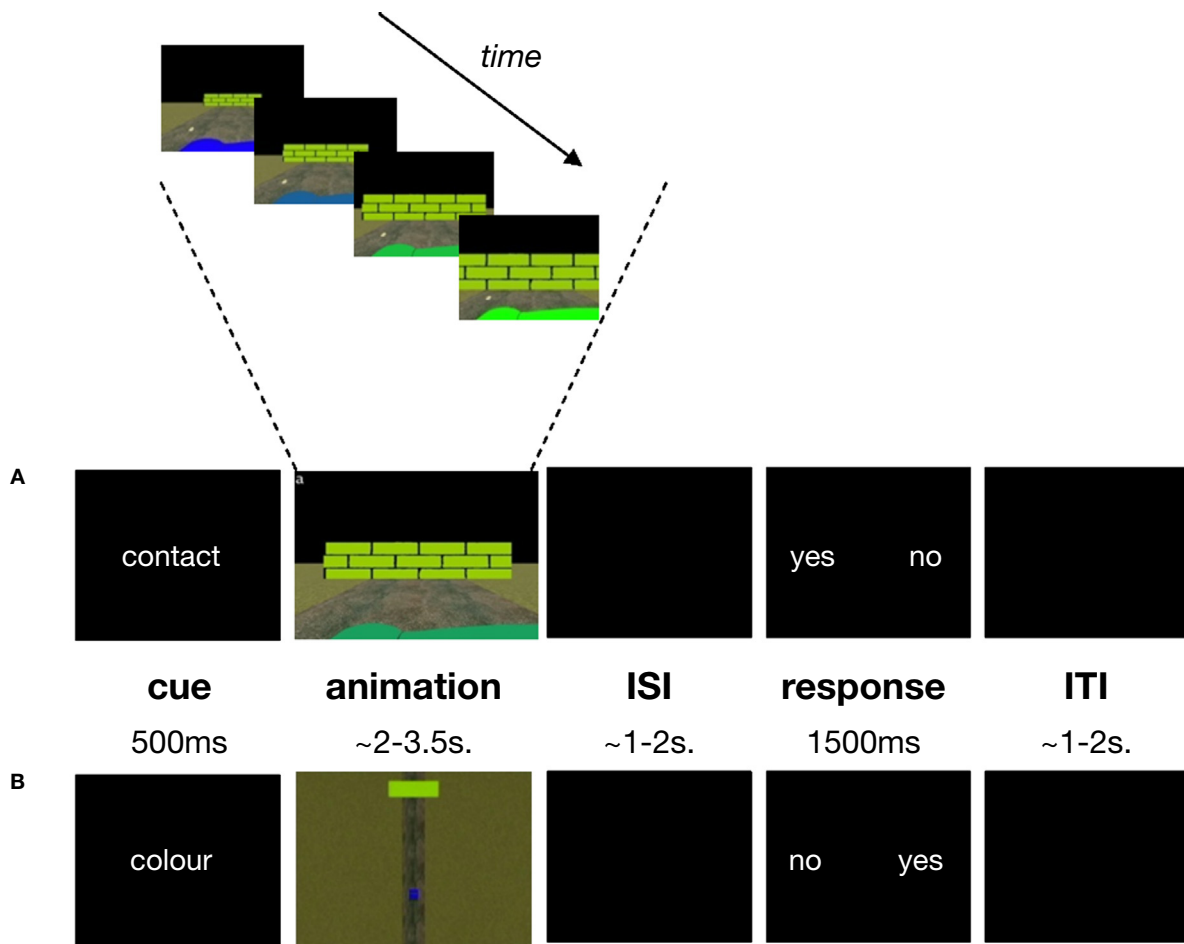 time
A
a
contact
yes no
cue animation ISI response ITI
500ms ~2-3.5s. ~1-2s. 1500ms ~1-2s.
B
colour
no yes